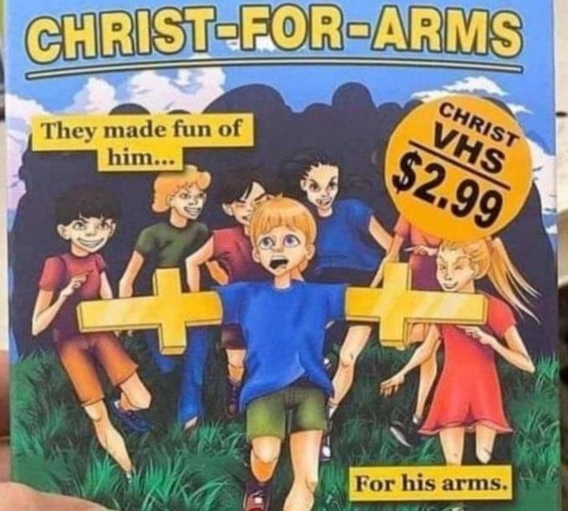 CHRIST-FOR-ARMS
They made fun of
him...
CHRIST
VHS
$2.99
For his arms.